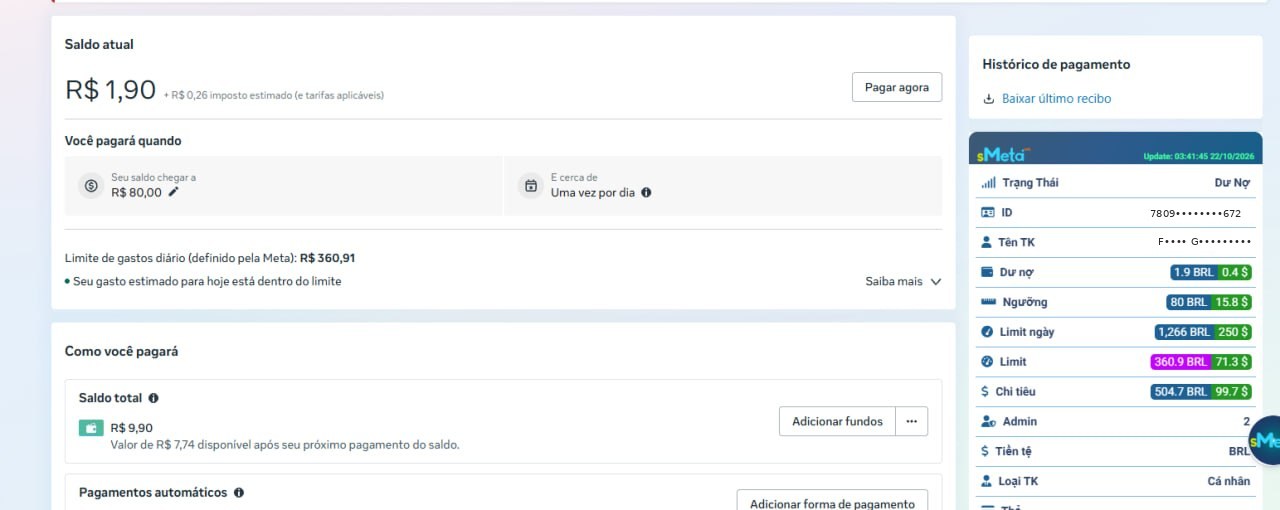 Saldo atual
R$ 1,90 + R$ 0,26 imposto estimado (e tarifas aplicáveis)
Pagar agora
Você pagará quando
Seu saldo chegar a
R$ 80,00
E cerca de
Uma vez por dia
Limite de gastos diário (definido pela Meta): R$ 360,91
Seu gasto estimado para hoje está dentro do limite
Saiba mais
Como você pagará
Saldo total
R$ 9,90
Valor de R$ 7,74 disponível após seu próximo pagamento do saldo.
Adicionar fundos
Pagamentos automáticos
Adicionar forma de pagamento
Histórico de pagamento
Baixar último recibo
sMeta
Update: 03:41:45 22/10/2026
Trạng Thái Dư Nợ
ID 7809••••••••672
Tên TK F•••• G•••••••••
Dư nợ 1.9 BRL 0.4 $
Ngưỡng 80 BRL 15.8 $
Limit ngày 1,266 BRL 250 $
Limit 360.9 BRL 71.3 $
Chi tiêu 504.7 BRL 99.7 $
Admin 2
Tiền tệ BRL
Loại TK Cá nhân